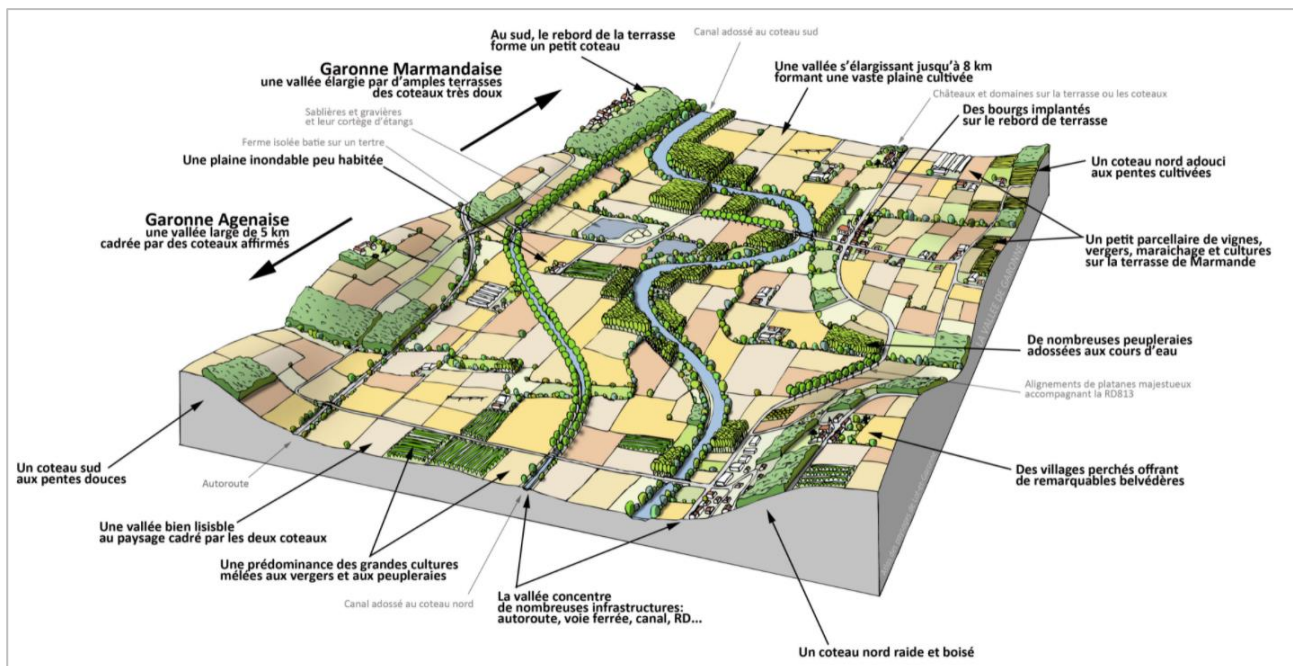 Au sud, le rebord de la terrasse
forme un petit coteau
Canal adossé au coteau sud
Garonne Marmandaise
une vallée élargie par d'amples terrasses
des coteaux très doux
Une vallée s'élargissant jusqu'à 8 km
formant une vaste plaine cultivée
Châteaux et domaines sur la terrasse ou les coteaux
Des bourgs implantés
sur le rebord de terrasse
Sablières et gravières
et leur cortège d'étangs
Ferme isolée batie sur un tertre
Une plaine inondable peu habitée
Un coteau nord adouci
aux pentes cultivées
Garonne Agenaise
une vallée large de 5 km
cadrée par des coteaux affirmés
Un petit parcellaire de vignes,
vergers, maraichage et cultures
sur la terrasse de Marmande
LA VALLÉE DE GARONNE
De nombreuses peupleraies
adossées aux cours d'eau
Alignements de platanes majestueux
accompagnant la RD813
Un coteau sud
aux pentes douces
Autoroute
Des villages perchés offrant
de remarquables belvédères
Une vallée bien lisisble
au paysage cadré par les deux coteaux
Une prédominance des grandes cultures
mélées aux vergers et aux peupleraies
Canal adossé au coteau nord
La vallée concentre
de nombreuses infrastructures:
autoroute, voie ferrée, canal, RD...
Un coteau nord raide et boisé